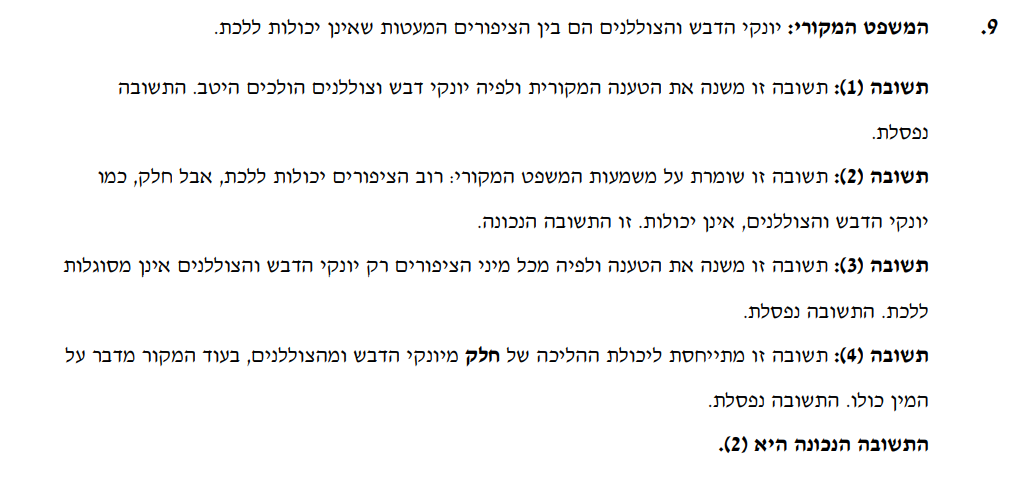 9. המשפט המקורי: יונקי הדבש והצוללנים הם בין הציפורים המעטות שאינן יכולות ללכת.
תשובה (1): תשובה זו משנה את הטענה המקורית ולפיה יונקי דבש וצוללנים הולכים היטב. התשובה
נפסלת.
תשובה (2): תשובה זו שומרת על משמעות המשפט המקורי: רוב הציפורים יכולות ללכת, אבל חלק, כמו
יונקי הדבש והצוללנים, אינן יכולות. זו התשובה הנכונה.
תשובה (3): תשובה זו משנה את הטענה ולפיה מכל מיני הציפורים רק יונקי הדבש והצוללנים אינן מסוגלות
ללכת. התשובה נפסלת.
תשובה (4): תשובה זו מתייחסת ליכולת ההליכה של חלק מיונקי הדבש ומהצוללנים, בעוד המקור מדבר על
המין כולו. התשובה נפסלת.
התשובה הנכונה היא (2).